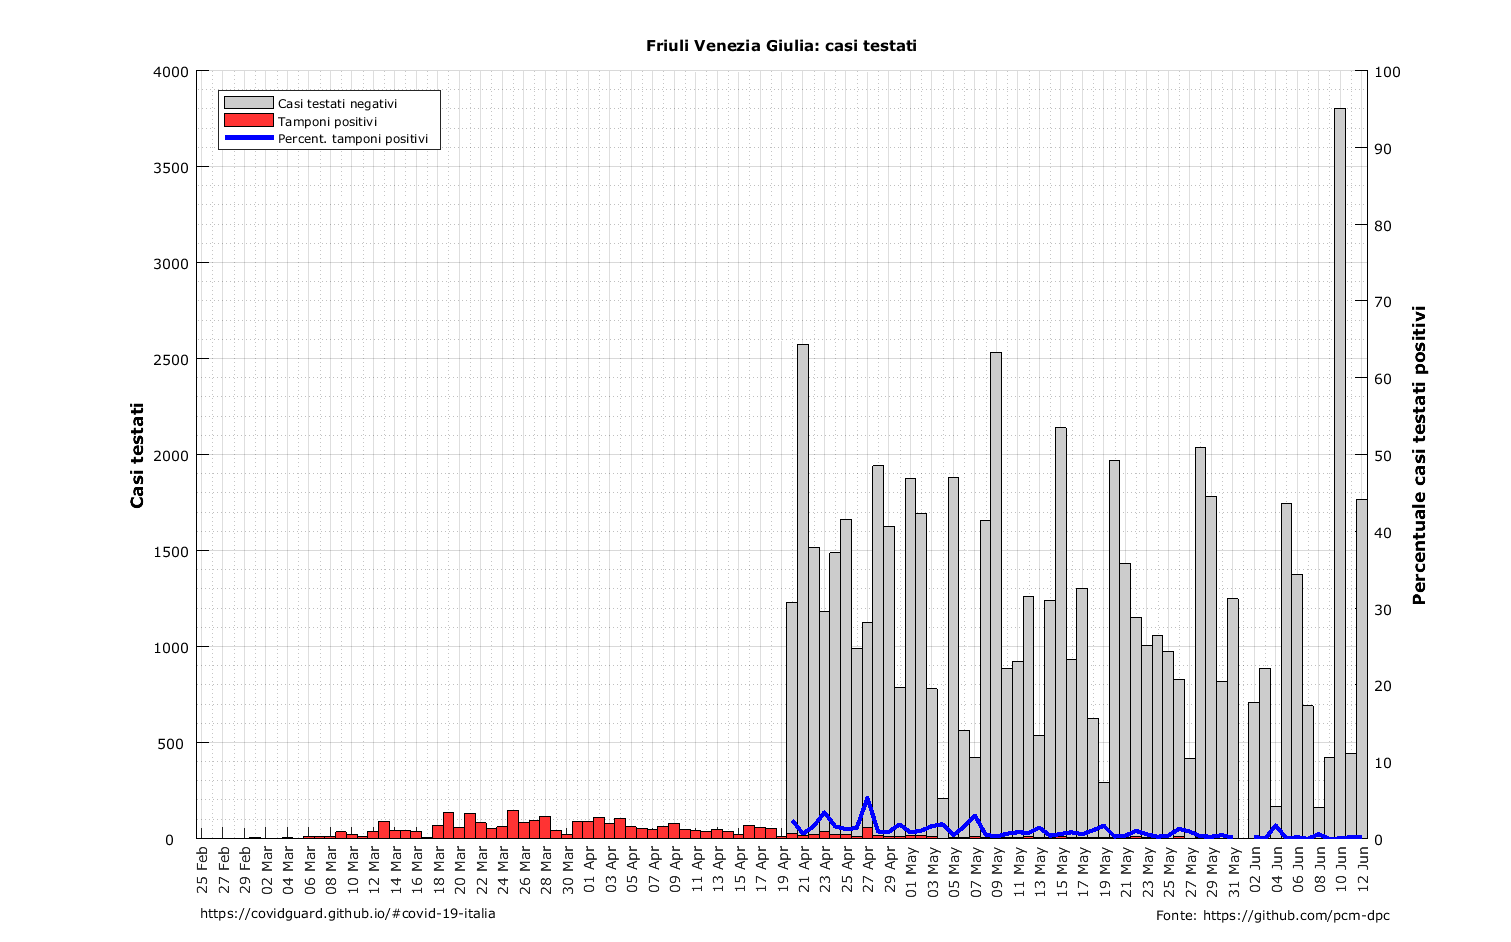 Friuli Venezia Giulia: casi testati
Casi testati negativi
Tamponi positivi
Percent. tamponi positivi
Casi testati
4000
3500
3000
2500
2000
1500
1000
500
0
Percentuale casi testati positivi
100
90
80
70
60
50
40
30
20
10
0
25 Feb
27 Feb
29 Feb
02 Mar
04 Mar
06 Mar
08 Mar
10 Mar
12 Mar
14 Mar
16 Mar
18 Mar
20 Mar
22 Mar
24 Mar
26 Mar
28 Mar
30 Mar
01 Apr
03 Apr
05 Apr
07 Apr
09 Apr
11 Apr
13 Apr
15 Apr
17 Apr
19 Apr
21 Apr
23 Apr
25 Apr
27 Apr
29 Apr
01 May
03 May
05 May
07 May
09 May
11 May
13 May
15 May
17 May
19 May
21 May
23 May
25 May
27 May
29 May
31 May
02 Jun
04 Jun
06 Jun
08 Jun
10 Jun
12 Jun
https://covidguard.github.io/#covid-19-italia
Fonte: https://github.com/pcm-dpc